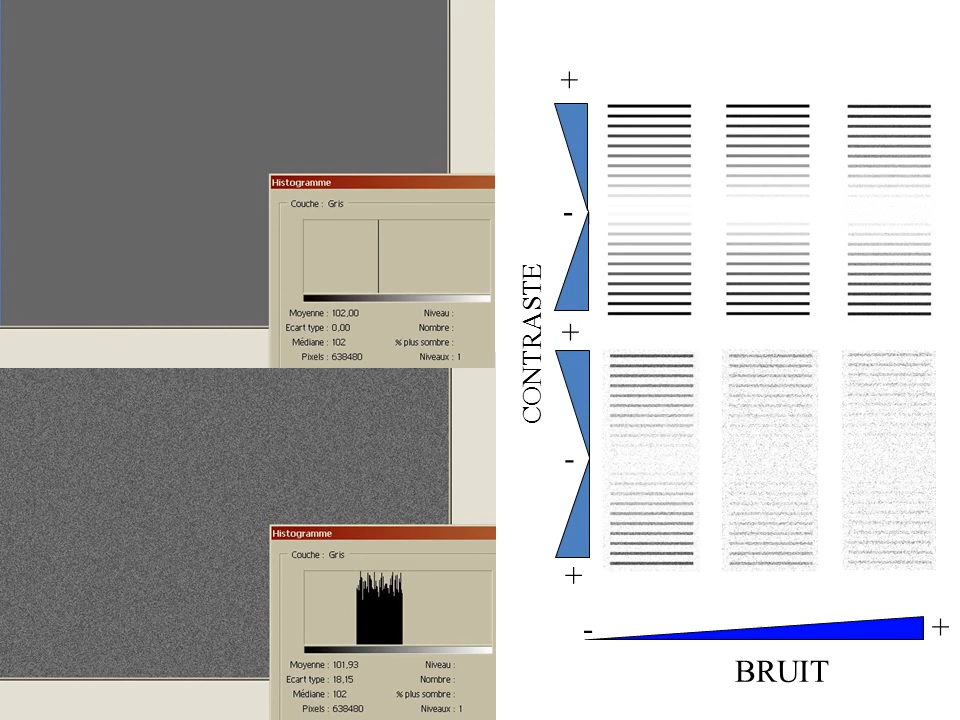 Histogramme
Couche : Gris
Moyenne : 102,00 Niveau :
Ecart type : 0,00 Nombre :
Médiane : 102 % plus sombre :
Pixels : 638480 Niveaux : 1
Histogramme
Couche : Gris
Moyenne : 101,93 Niveau :
Ecart type : 18,15 Nombre :
Médiane : 102 % plus sombre :
Pixels : 638480 Niveaux : 1
+
-
+
CONTRASTE
-
+
- +
BRUIT